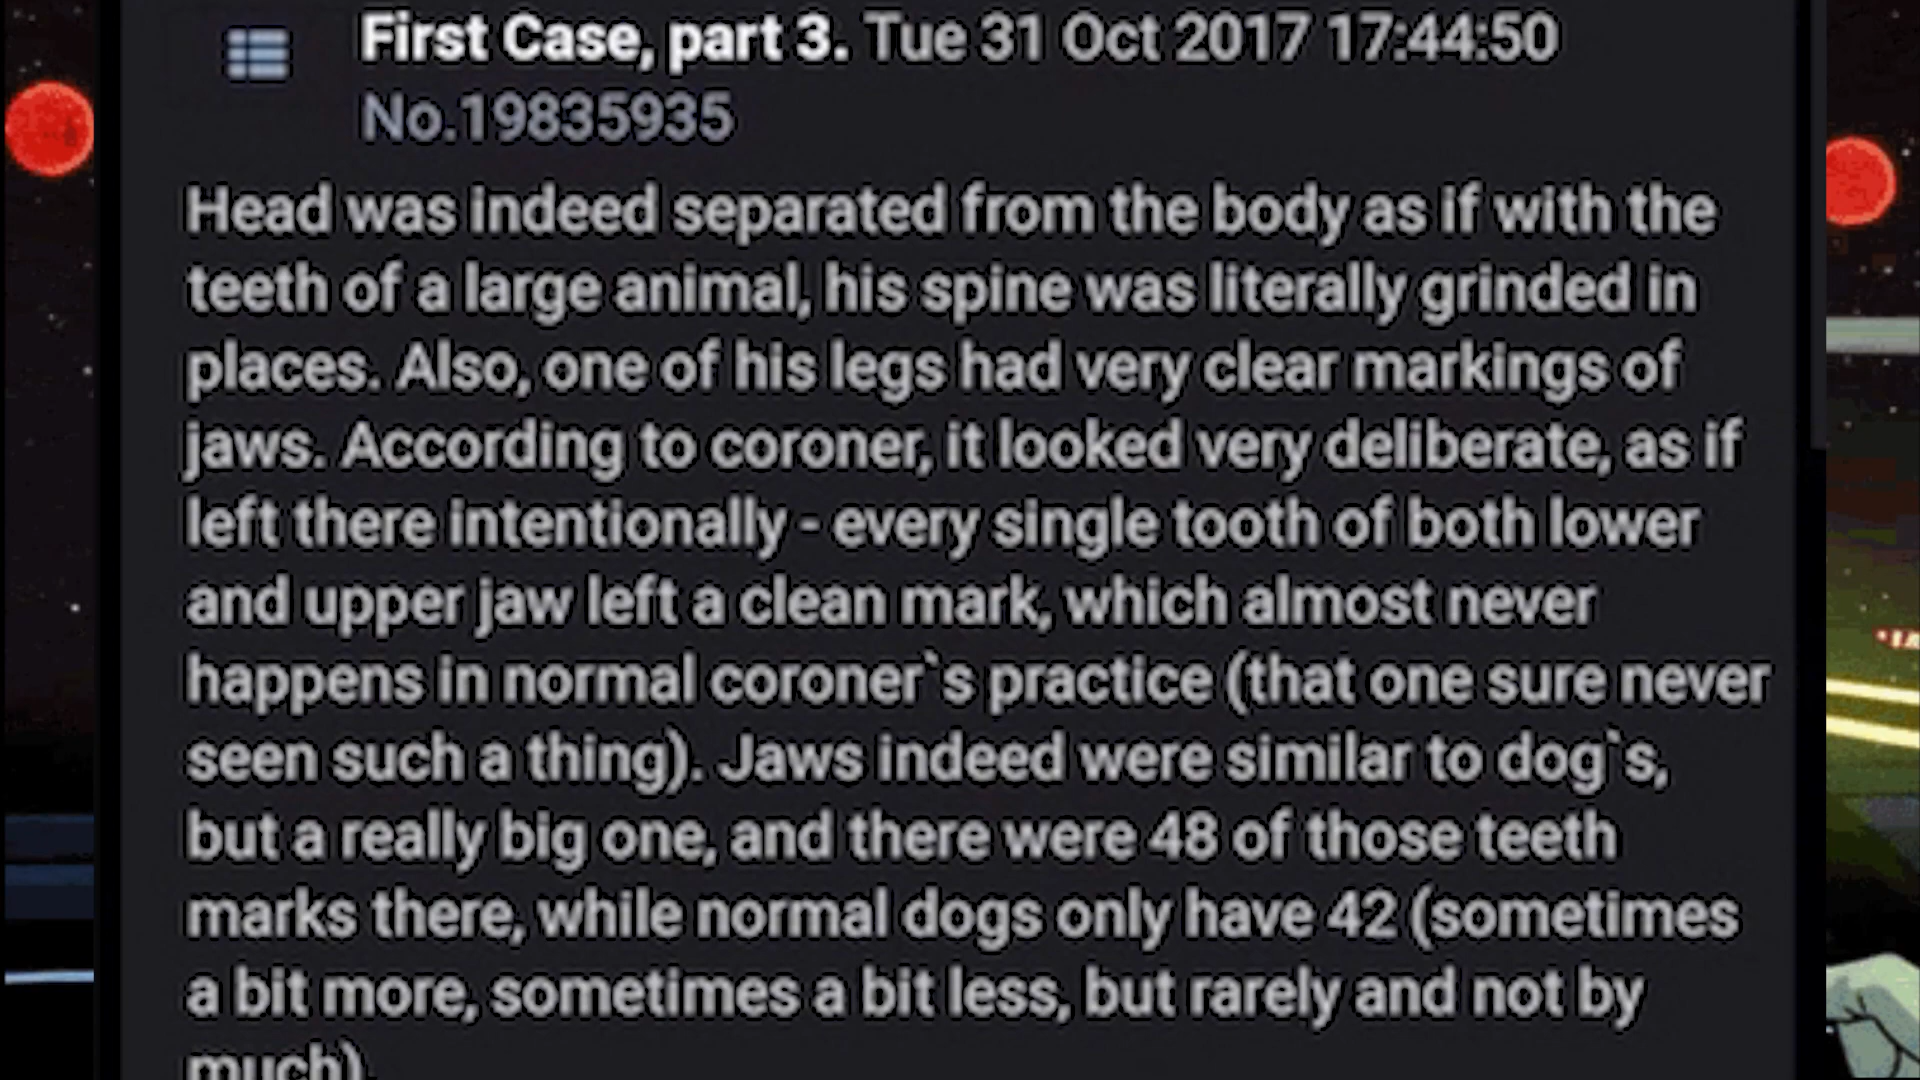 First Case, part 3. Tue 31 Oct 2017 17:44:50
No.19835935
Head was indeed separated from the body as if with the
teeth of a large animal, his spine was literally grinded in
places. Also, one of his legs had very clear markings of
jaws. According to coroner, it looked very deliberate, as if
left there intentionally - every single tooth of both lower
and upper jaw left a clean mark, which almost never
happens in normal coroner`s practice (that one sure never
seen such a thing). Jaws indeed were similar to dog`s,
but a really big one, and there were 48 of those teeth
marks there, while normal dogs only have 42 (sometimes
a bit more, sometimes a bit less, but rarely and not by
much).